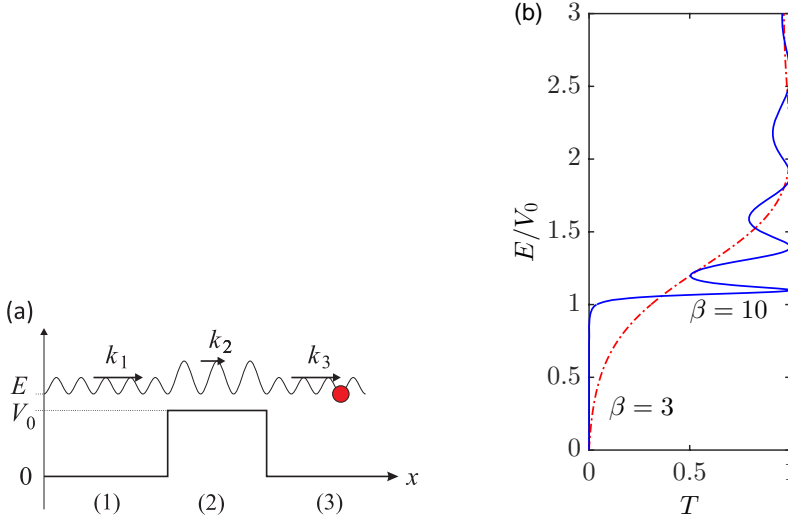 (a)
k1 k2 k3
E
V0
0
x
(1) (2) (3)
(b)
3
2.5
2
1.5
1
0.5
0
E/V0
β = 10
β = 3
0 0.5 1
T